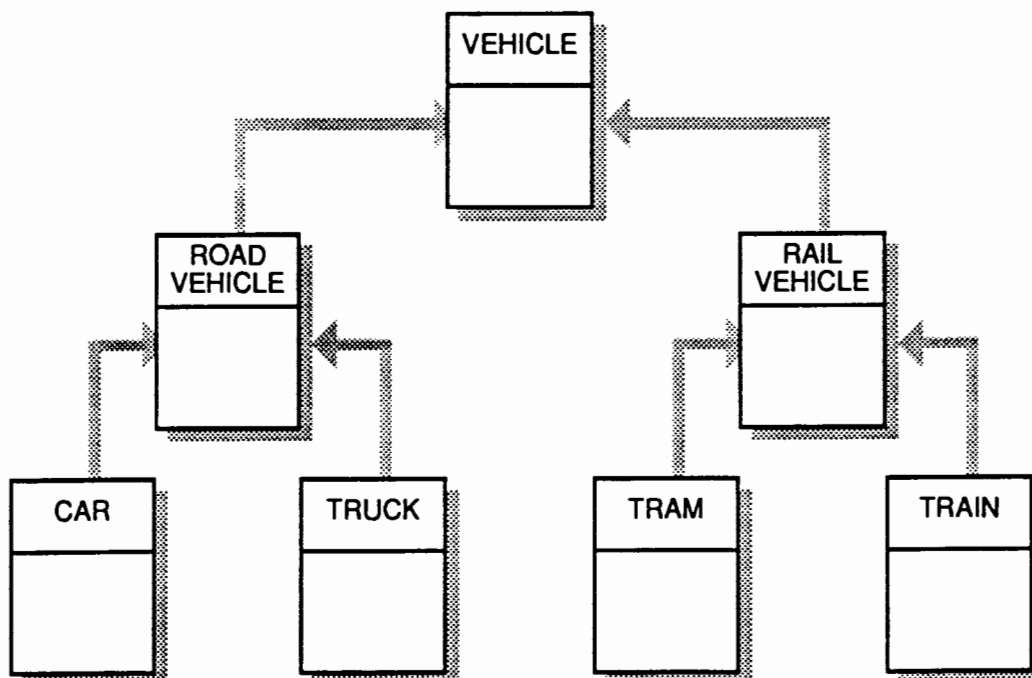 VEHICLE
ROAD
VEHICLE
RAIL
VEHICLE
CAR
TRUCK
TRAM
TRAIN